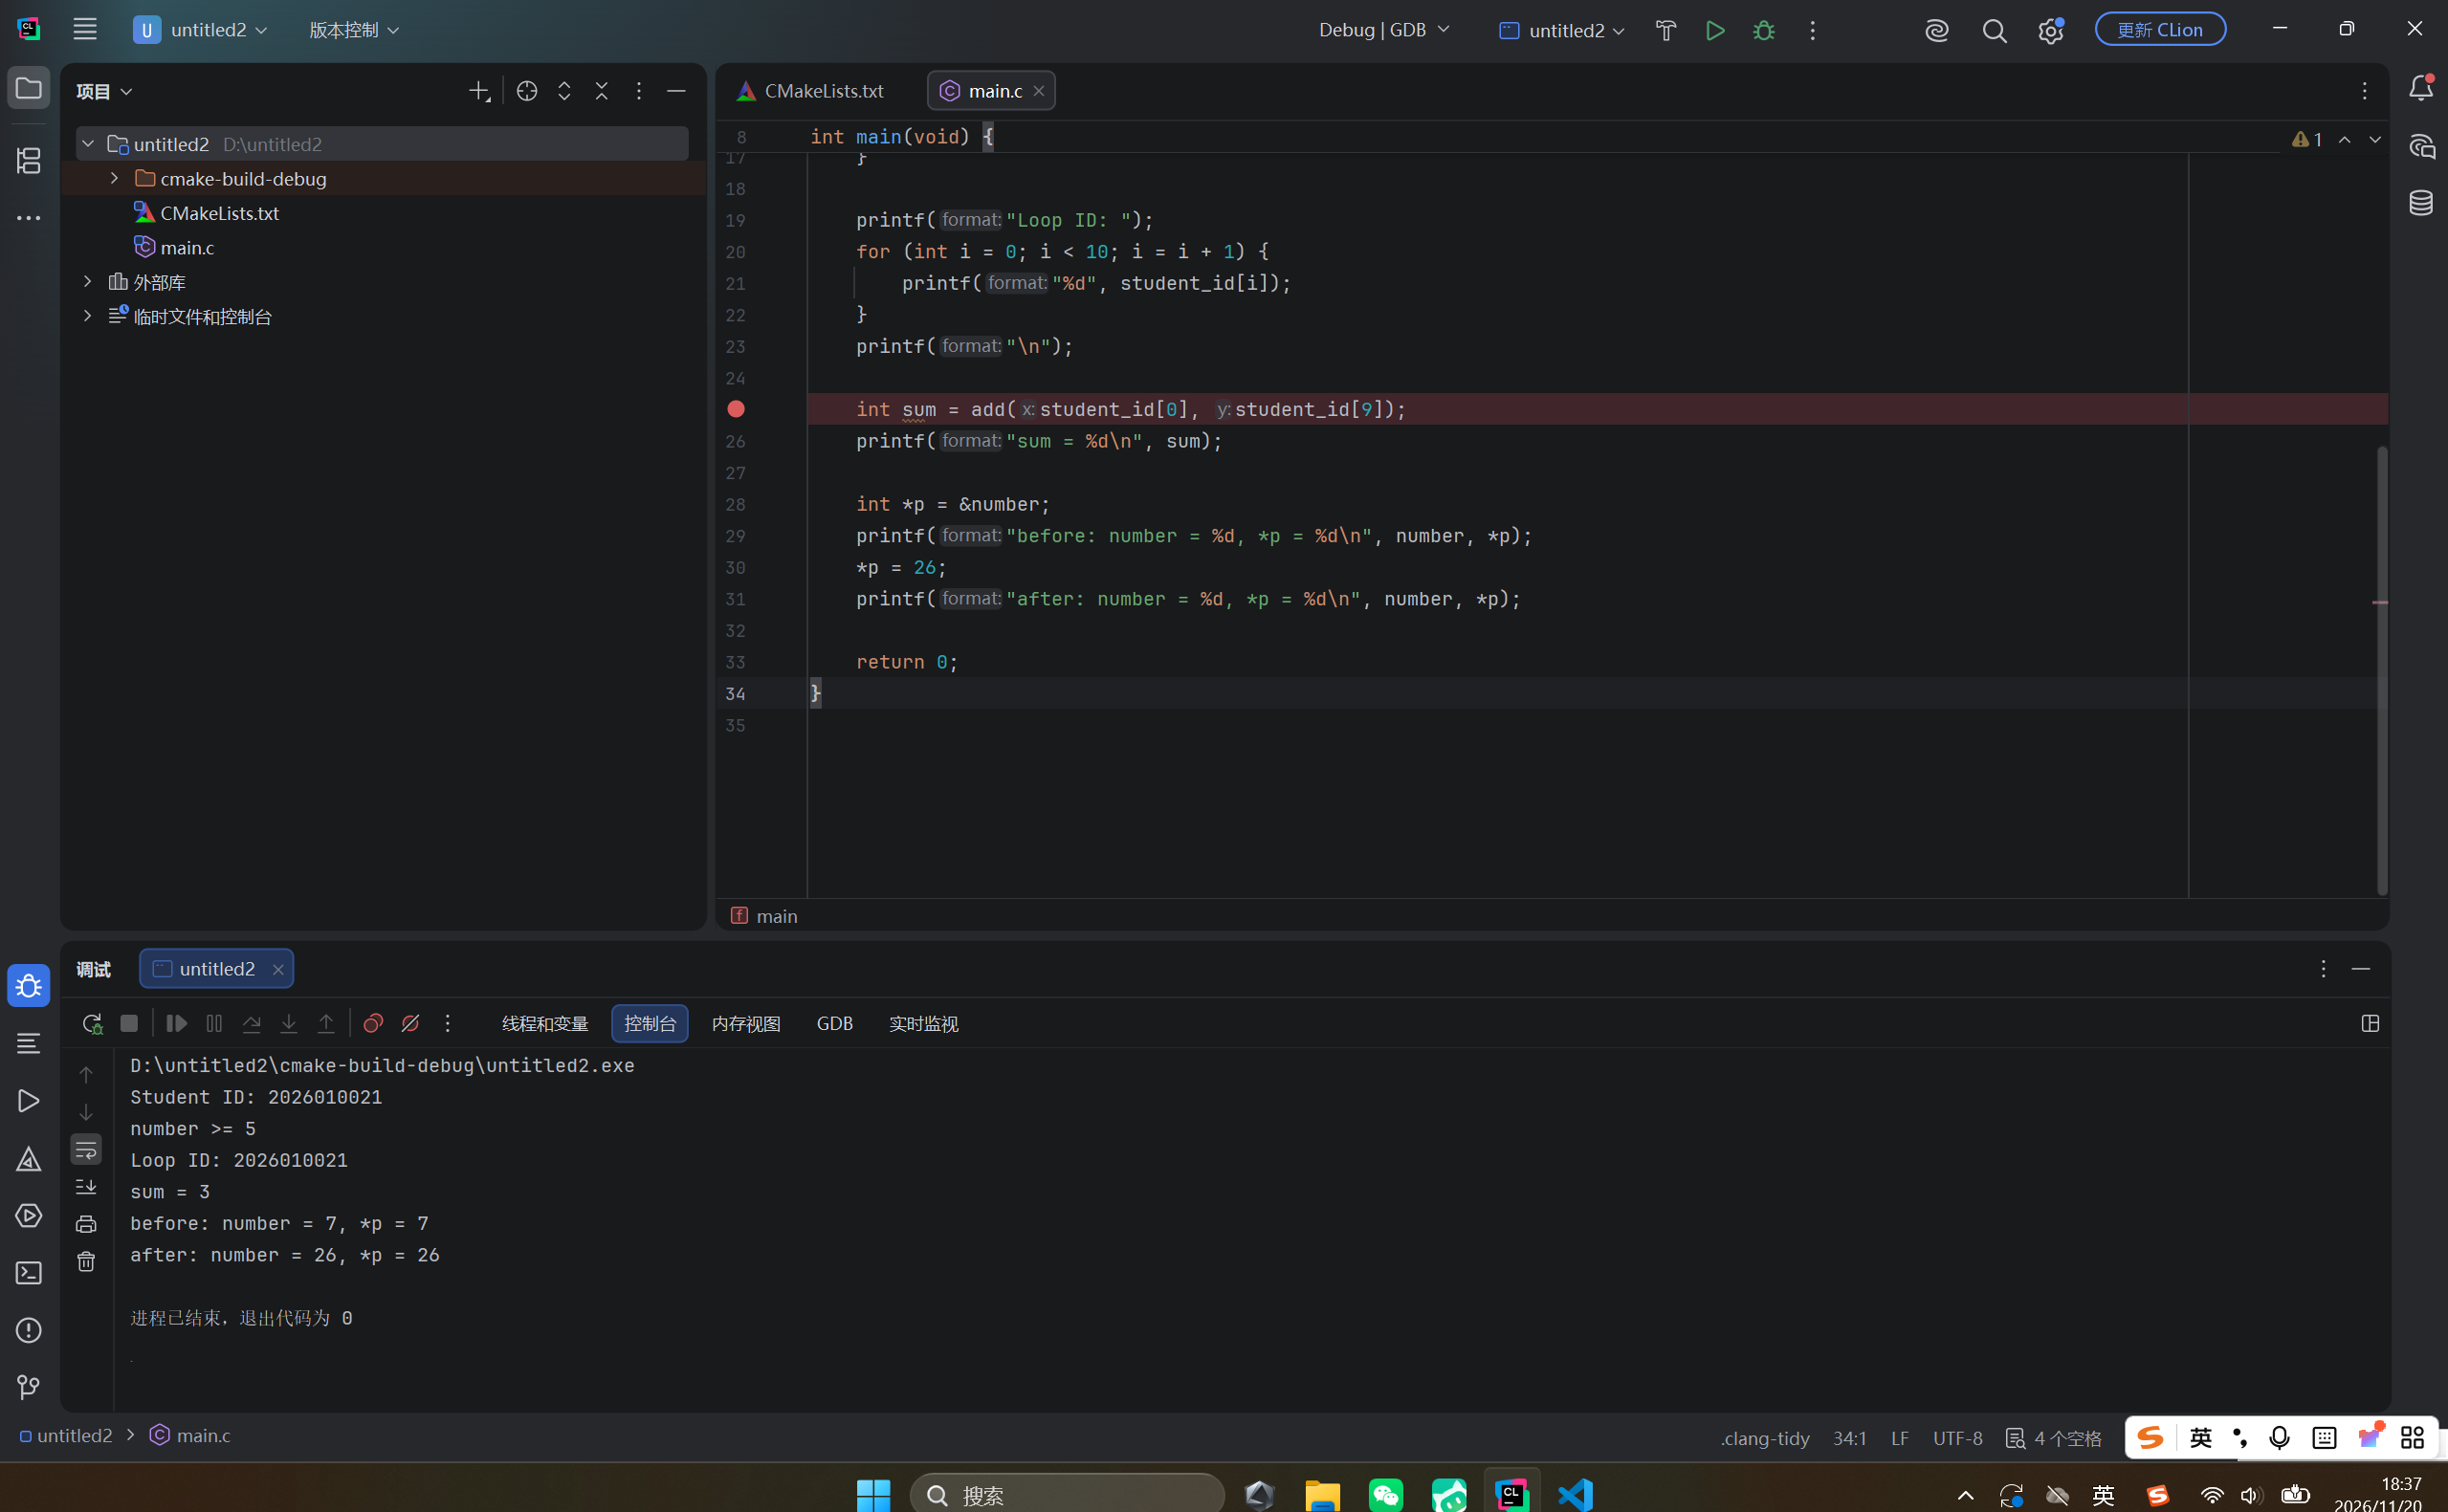 CL
U untitled2
版本控制
Debug | GDB
untitled2
更新 CLion
项目
untitled2 D:\untitled2
cmake-build-debug
CMakeLists.txt
main.c
外部库
临时文件和控制台
CMakeLists.txt
main.c
8 int main(void) {
1
17 }
18
19 printf(format:"Loop ID: ");
20 for (int i = 0; i < 10; i = i + 1) {
21 printf(format:"%d", student_id[i]);
22 }
23 printf(format:"\n");
24
int sum = add(x:student_id[0], y:student_id[9]);
26 printf(format:"sum = %d\n", sum);
27
28 int *p = &number;
29 printf(format:"before: number = %d, *p = %d\n", number, *p);
30 *p = 26;
31 printf(format:"after: number = %d, *p = %d\n", number, *p);
32
33 return 0;
34 }
35
f main
调试
untitled2
线程和变量
控制台
内存视图
GDB
实时监视
D:\untitled2\cmake-build-debug\untitled2.exe
Student ID: 2026010021
number >= 5
Loop ID: 2026010021
sum = 3
before: number = 7, *p = 7
after: number = 26, *p = 26
进程已结束，退出代码为 0
untitled2 > main.c
.clang-tidy
34:1
LF
UTF-8
4 个空格
英
搜索
CL
英
18:37
2026/11/20